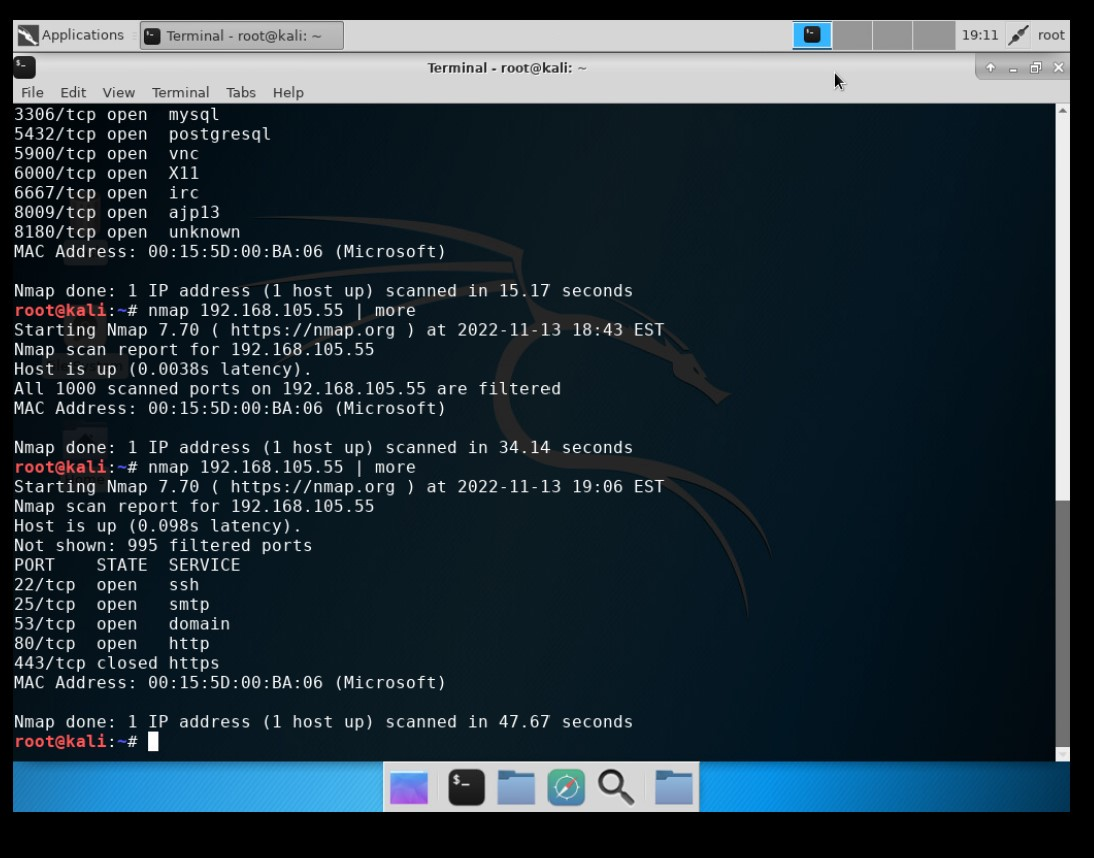 Applications Terminal - root@kali: ~ 19:11 root
Terminal - root@kali: ~
File Edit View Terminal Tabs Help
3306/tcp open  mysql
5432/tcp open  postgresql
5900/tcp open  vnc
6000/tcp open  X11
6667/tcp open  irc
8009/tcp open  ajp13
8180/tcp open  unknown
MAC Address: 00:15:5D:00:BA:06 (Microsoft)

Nmap done: 1 IP address (1 host up) scanned in 15.17 seconds
root@kali:~# nmap 192.168.105.55 | more
Starting Nmap 7.70 ( https://nmap.org ) at 2022-11-13 18:43 EST
Nmap scan report for 192.168.105.55
Host is up (0.0038s latency).
All 1000 scanned ports on 192.168.105.55 are filtered
MAC Address: 00:15:5D:00:BA:06 (Microsoft)

Nmap done: 1 IP address (1 host up) scanned in 34.14 seconds
root@kali:~# nmap 192.168.105.55 | more
Starting Nmap 7.70 ( https://nmap.org ) at 2022-11-13 19:06 EST
Nmap scan report for 192.168.105.55
Host is up (0.098s latency).
Not shown: 995 filtered ports
PORT    STATE  SERVICE
22/tcp  open   ssh
25/tcp  open   smtp
53/tcp  open   domain
80/tcp  open   http
443/tcp closed https
MAC Address: 00:15:5D:00:BA:06 (Microsoft)

Nmap done: 1 IP address (1 host up) scanned in 47.67 seconds
root@kali:~#
$_